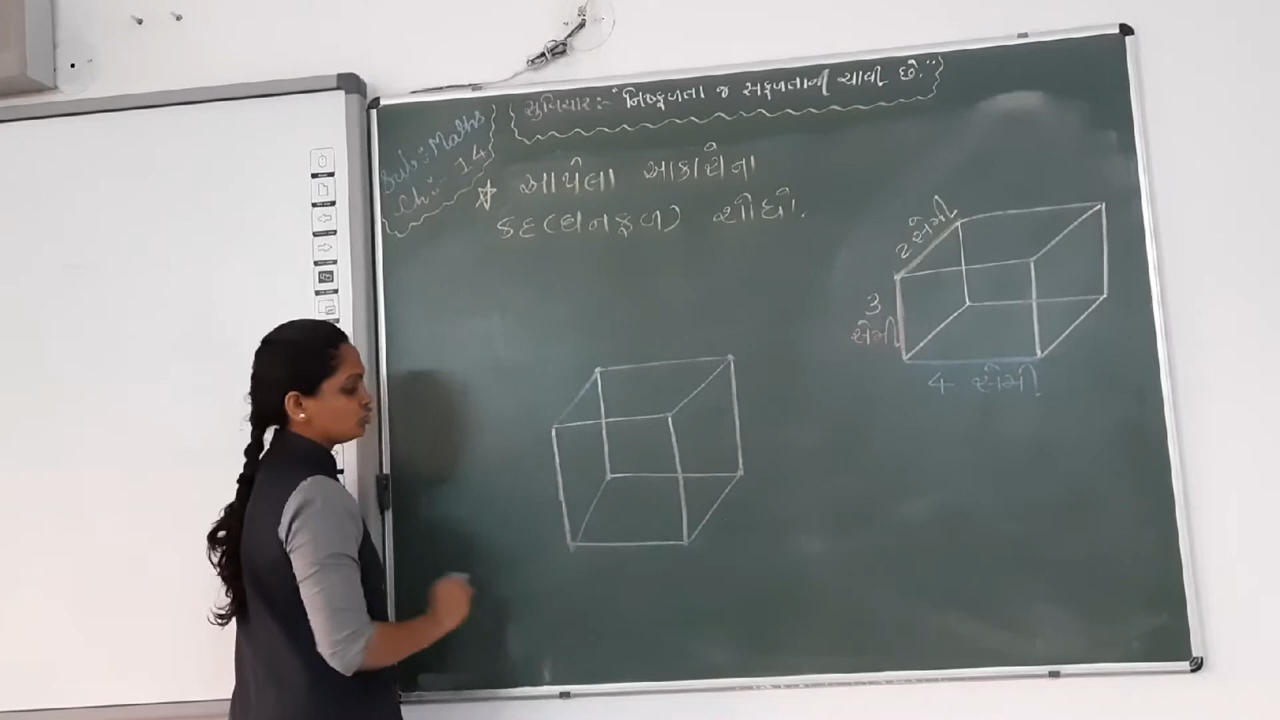 સુવિચાર:- "નિષ્ફળતા જ સફળતાની ચાવી છે."
Sub:- Maths
Ch:- 14
આપેલા આકારોના
કદ(ઘનફળ) શોધો.
2 સેમી
3
સેમી
4 સેમી